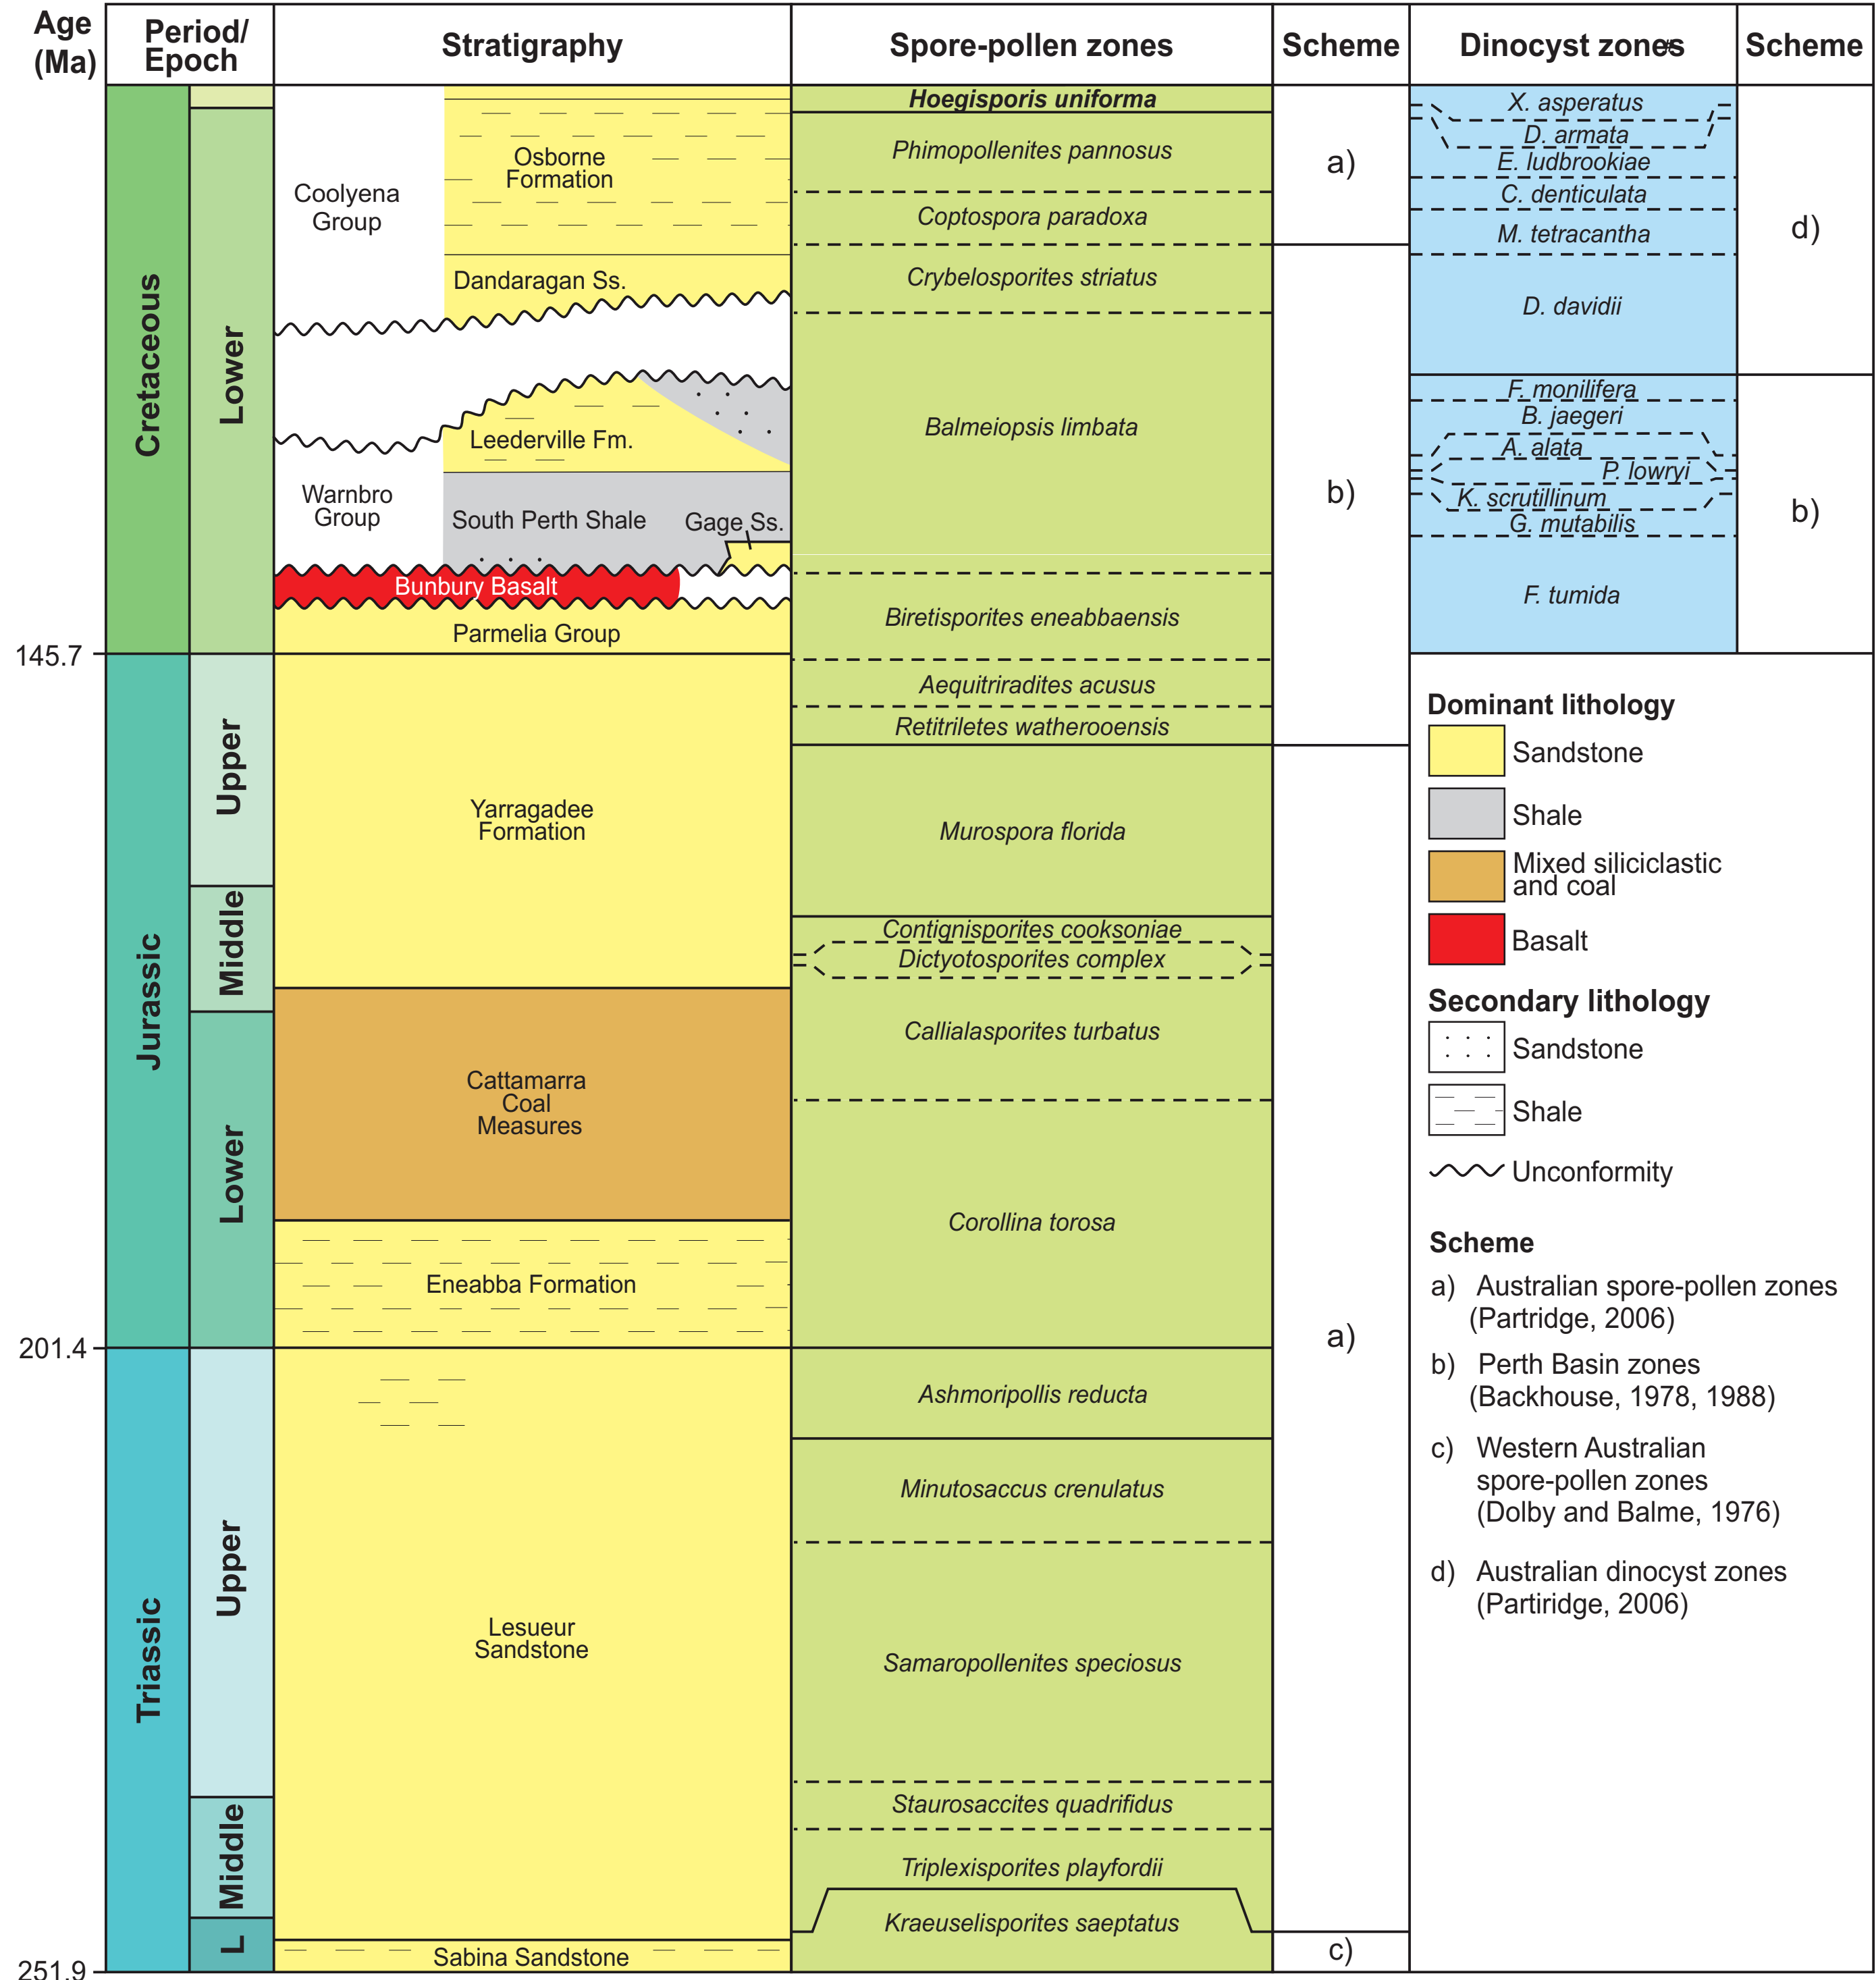 Age
(Ma)
Period/
Epoch
Stratigraphy
Spore-pollen zones
Scheme
Dinocyst zones
Scheme
Cretaceous
Lower
145.7
Jurassic
Upper
Middle
Lower
201.4
Triassic
Upper
Middle
L
251.9
Coolyena
Group
Osborne
Formation
Dandaragan Ss.
Leederville Fm.
Warnbro
Group
South Perth Shale
Gage Ss.
Bunbury Basalt
Parmelia Group
Yarragadee
Formation
Cattamarra
Coal
Measures
Eneabba Formation
Lesueur
Sandstone
Sabina Sandstone
Hoegisporis uniforma
Phimopollenites pannosus
Coptospora paradoxa
Crybelosporites striatus
Balmeiopsis limbata
Biretisporites eneabbaensis
Aequitriradites acusus
Retitriletes watherooensis
Murospora florida
Contignisporites cooksoniae
Dictyotosporites complex
Callialasporites turbatus
Corollina torosa
Ashmoripollis reducta
Minutosaccus crenulatus
Samaropollenites speciosus
Staurosaccites quadrifidus
Triplexisporites playfordii
Kraeuselisporites saeptatus
a)
b)
a)
c)
X. asperatus
D. armata
E. ludbrookiae
C. denticulata
M. tetracantha
D. davidii
F. monilifera
B. jaegeri
A. alata
P. lowryi
K. scrutillinum
G. mutabilis
F. tumida
d)
b)
Dominant lithology
Sandstone
Shale
Mixed siliciclastic
and coal
Basalt
Secondary lithology
Sandstone
Shale
Unconformity
Scheme
a) Australian spore-pollen zones
(Partridge, 2006)
b) Perth Basin zones
(Backhouse, 1978, 1988)
c) Western Australian
spore-pollen zones
(Dolby and Balme, 1976)
d) Australian dinocyst zones
(Partiridge, 2006)